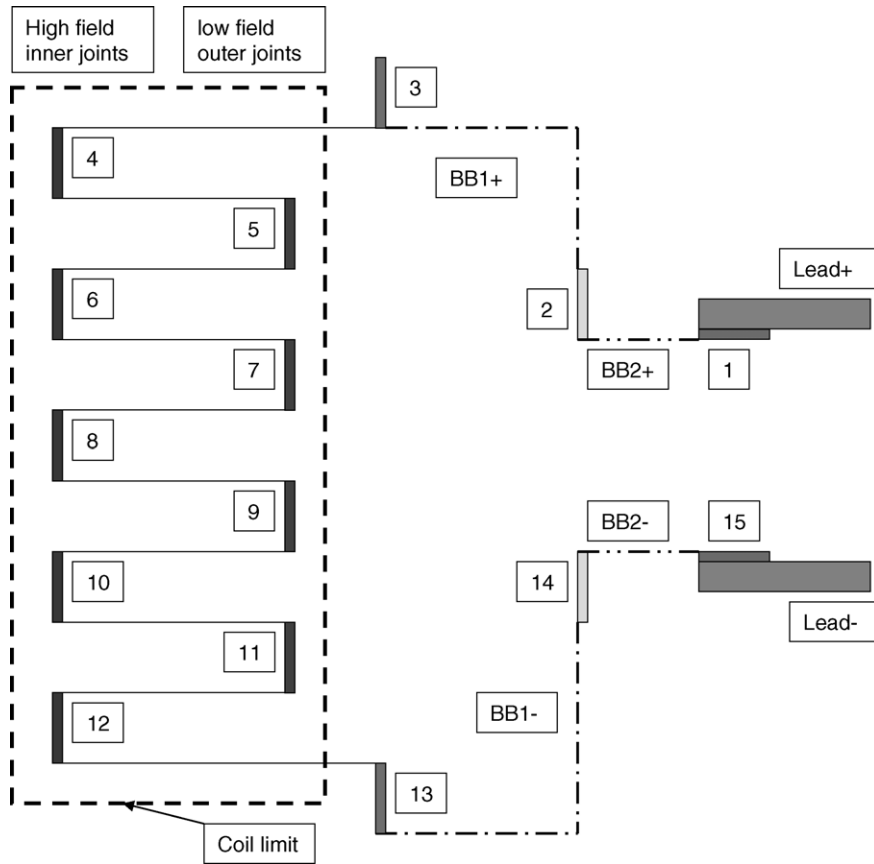 High field
inner joints
low field
outer joints
3
4
BB1+
5
Lead+
6
2
7
BB2+
1
8
9
BB2-
15
10
14
Lead-
11
12
BB1-
13
Coil limit